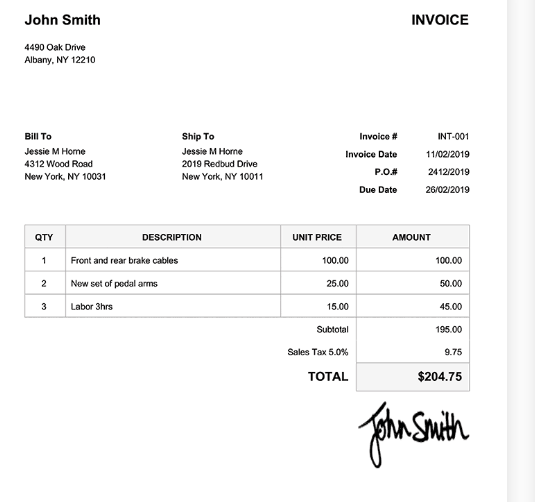 John Smith
INVOICE
4490 Oak Drive
Albany, NY 12210
Bill To
Ship To
Invoice # INT-001
Jessie M Horne
Jessie M Horne
Invoice Date 11/02/2019
4312 Wood Road
2019 Redbud Drive
P.O.# 2412/2019
New York, NY 10031
New York, NY 10011
Due Date 26/02/2019
QTY DESCRIPTION UNIT PRICE AMOUNT
1 Front and rear brake cables 100.00 100.00
2 New set of pedal arms 25.00 50.00
3 Labor 3hrs 15.00 45.00
Subtotal 195.00
Sales Tax 5.0% 9.75
TOTAL $204.75
John Smith